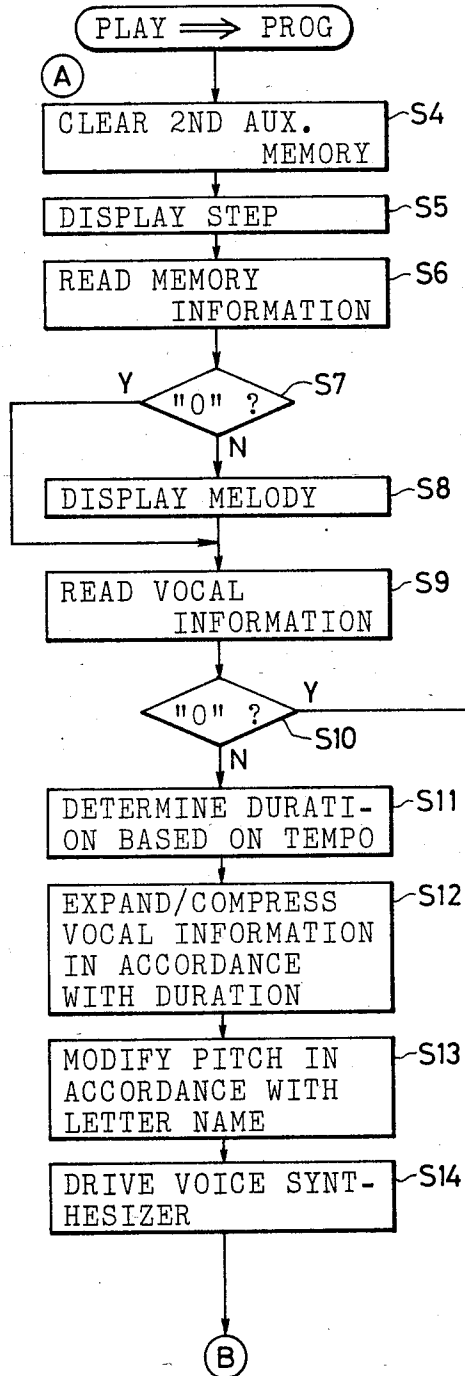 PLAY ⟹ PROG
A
CLEAR 2ND AUX.
MEMORY
S4
DISPLAY STEP
S5
READ MEMORY
INFORMATION
S6
"0" ?
S7
Y
N
DISPLAY MELODY
S8
READ VOCAL
INFORMATION
S9
"0" ?
S10
Y
N
DETERMINE DURATI-
ON BASED ON TEMPO
S11
EXPAND/COMPRESS
VOCAL INFORMATION
IN ACCORDANCE
WITH DURATION
S12
MODIFY PITCH IN
ACCORDANCE WITH
LETTER NAME
S13
DRIVE VOICE SYNT-
HESIZER
S14
B